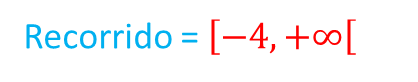 Recorrido = [−4, +∞[